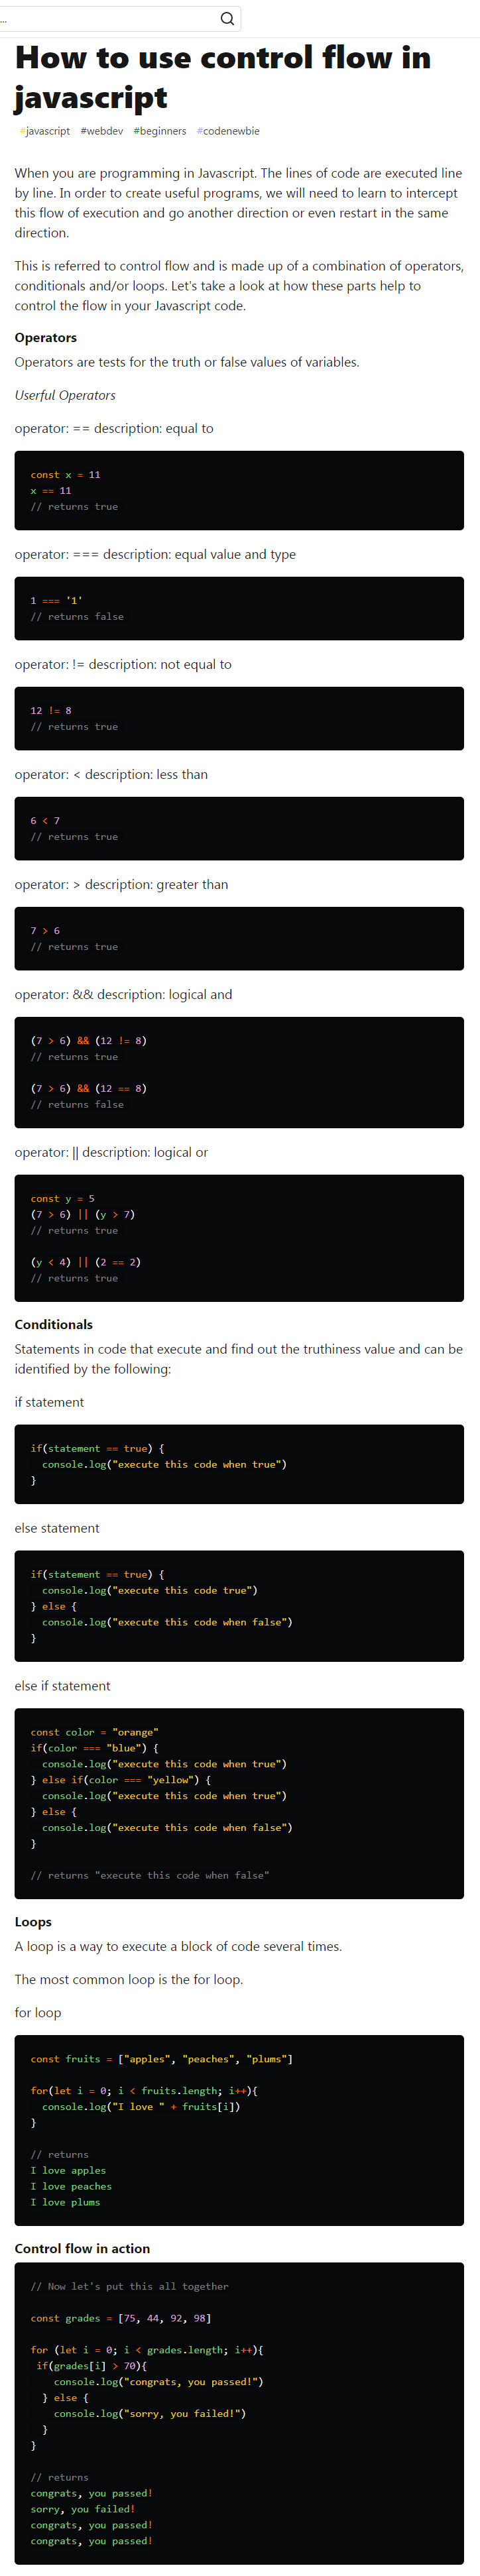 ...
How to use control flow in
javascript
#javascript #webdev #beginners #codenewbie
When you are programming in Javascript. The lines of code are executed line
by line. In order to create useful programs, we will need to learn to intercept
this flow of execution and go another direction or even restart in the same
direction.
This is referred to control flow and is made up of a combination of operators,
conditionals and/or loops. Let's take a look at how these parts help to
control the flow in your Javascript code.
Operators
Operators are tests for the truth or false values of variables.
Userful Operators
operator: == description: equal to
const x = 11
x == 11
// returns true
operator: === description: equal value and type
1 === '1'
// returns false
operator: != description: not equal to
12 != 8
// returns true
operator: < description: less than
6 < 7
// returns true
operator: > description: greater than
7 > 6
// returns true
operator: && description: logical and
(7 > 6) && (12 != 8)
// returns true
(7 > 6) && (12 == 8)
// returns false
operator: || description: logical or
const y = 5
(7 > 6) || (y > 7)
// returns true
(y < 4) || (2 == 2)
// returns true
Conditionals
Statements in code that execute and find out the truthiness value and can be
identified by the following:
if statement
if(statement == true) {
  console.log("execute this code when true")
}
else statement
if(statement == true) {
  console.log("execute this code true")
} else {
  console.log("execute this code when false")
}
else if statement
const color = "orange"
if(color === "blue") {
  console.log("execute this code when true")
} else if(color === "yellow") {
  console.log("execute this code when true")
} else {
  console.log("execute this code when false")
}
// returns "execute this code when false"
Loops
A loop is a way to execute a block of code several times.
The most common loop is the for loop.
for loop
const fruits = ["apples", "peaches", "plums"]
for(let i = 0; i < fruits.length; i++){
  console.log("I love " + fruits[i])
}
// returns
I love apples
I love peaches
I love plums
Control flow in action
// Now let's put this all together
const grades = [75, 44, 92, 98]
for (let i = 0; i < grades.length; i++){
 if(grades[i] > 70){
    console.log("congrats, you passed!")
  } else {
    console.log("sorry, you failed!")
  }
}
// returns
congrats, you passed!
sorry, you failed!
congrats, you passed!
congrats, you passed!